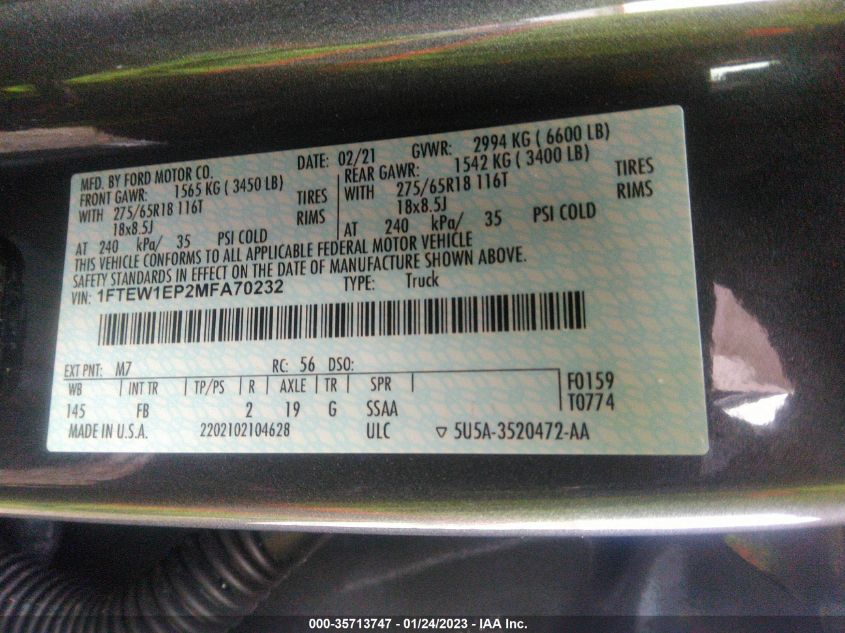 MFD. BY FORD MOTOR CO. DATE: 02/21 GVWR: 2994 KG ( 6600 LB)
FRONT GAWR: 1565 KG ( 3450 LB) REAR GAWR: 1542 KG ( 3400 LB)
WITH 275/65R18 116T TIRES WITH 275/65R18 116T TIRES
18x8.5J RIMS 18x8.5J RIMS
AT 240 kPa/ 35 PSI COLD AT 240 kPa/ 35 PSI COLD
THIS VEHICLE CONFORMS TO ALL APPLICABLE FEDERAL MOTOR VEHICLE
SAFETY STANDARDS IN EFFECT ON THE DATE OF MANUFACTURE SHOWN ABOVE.
VIN: 1FTEW1EP2MFA70232 TYPE: Truck
EXT PNT: M7 RC: 56 DSO:
WB INT TR TP/PS R AXLE TR SPR F0159
145 FB 2 19 G SSAA T0774
MADE IN U.S.A. 2202102104628 ULC ▽ 5U5A-3520472-AA
000-35713747 - 01/24/2023 - IAA Inc.